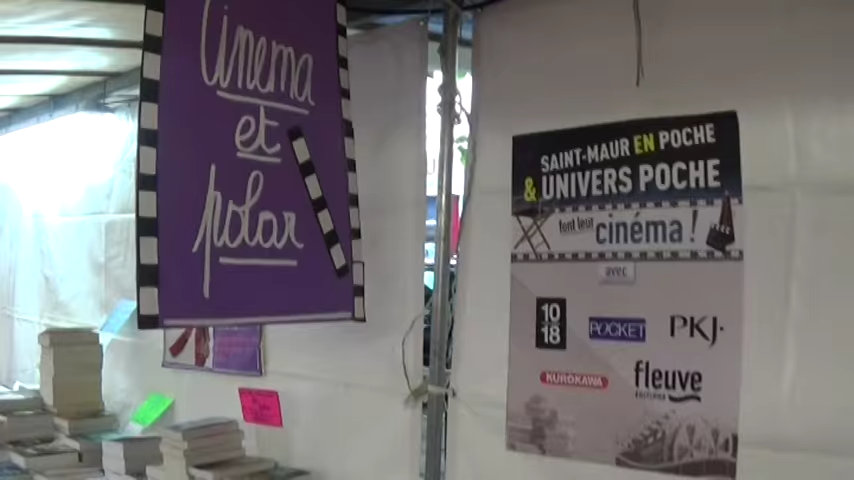 Cinema
et
polar
SAINT-MAUR EN POCHE
& UNIVERS POCHE
font leur cinéma !
avec
10
18
POCKET
PKJ.
KUROKAWA
fleuve
EDITIONS